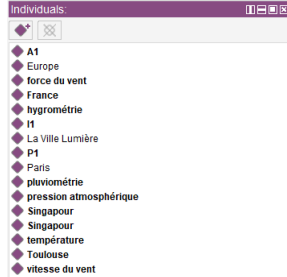 Individuals:
A1
Europe
force du vent
France
hygrométrie
I1
La Ville Lumière
P1
Paris
pluviométrie
pression atmosphérique
Singapour
Singapour
température
Toulouse
vitesse du vent